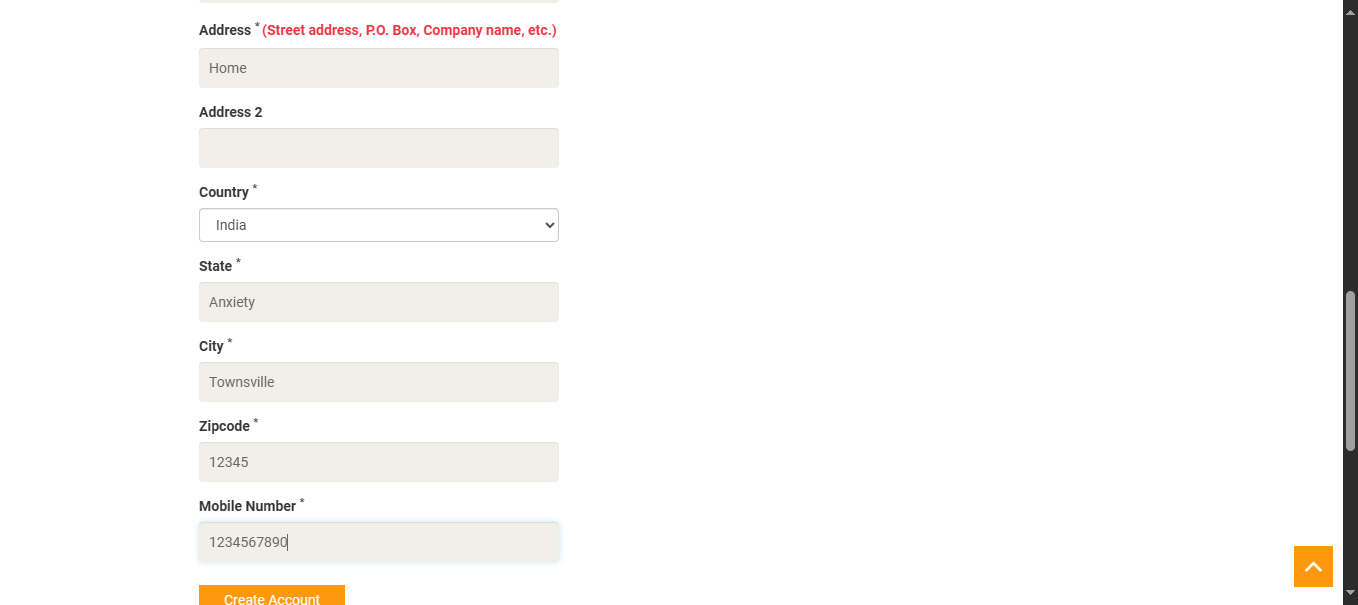 Address * (Street address, P.O. Box, Company name, etc.)
Home
Address 2
Country *
India
State *
Anxiety
City *
Townsville
Zipcode *
12345
Mobile Number *
1234567890
Create Account